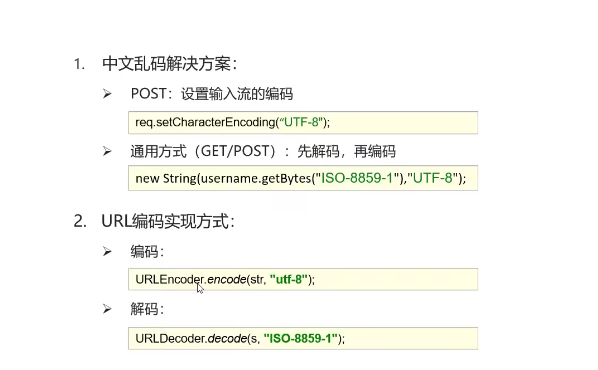 1. 中文乱码解决方案：
➢ POST：设置输入流的编码
req.setCharacterEncoding(“UTF-8”);
➢ 通用方式（GET/POST）：先解码，再编码
new String(username.getBytes("ISO-8859-1"),"UTF-8");
2. URL编码实现方式：
➢ 编码：
URLEncoder.encode(str, "utf-8");
➢ 解码：
URLDecoder.decode(s, "ISO-8859-1");